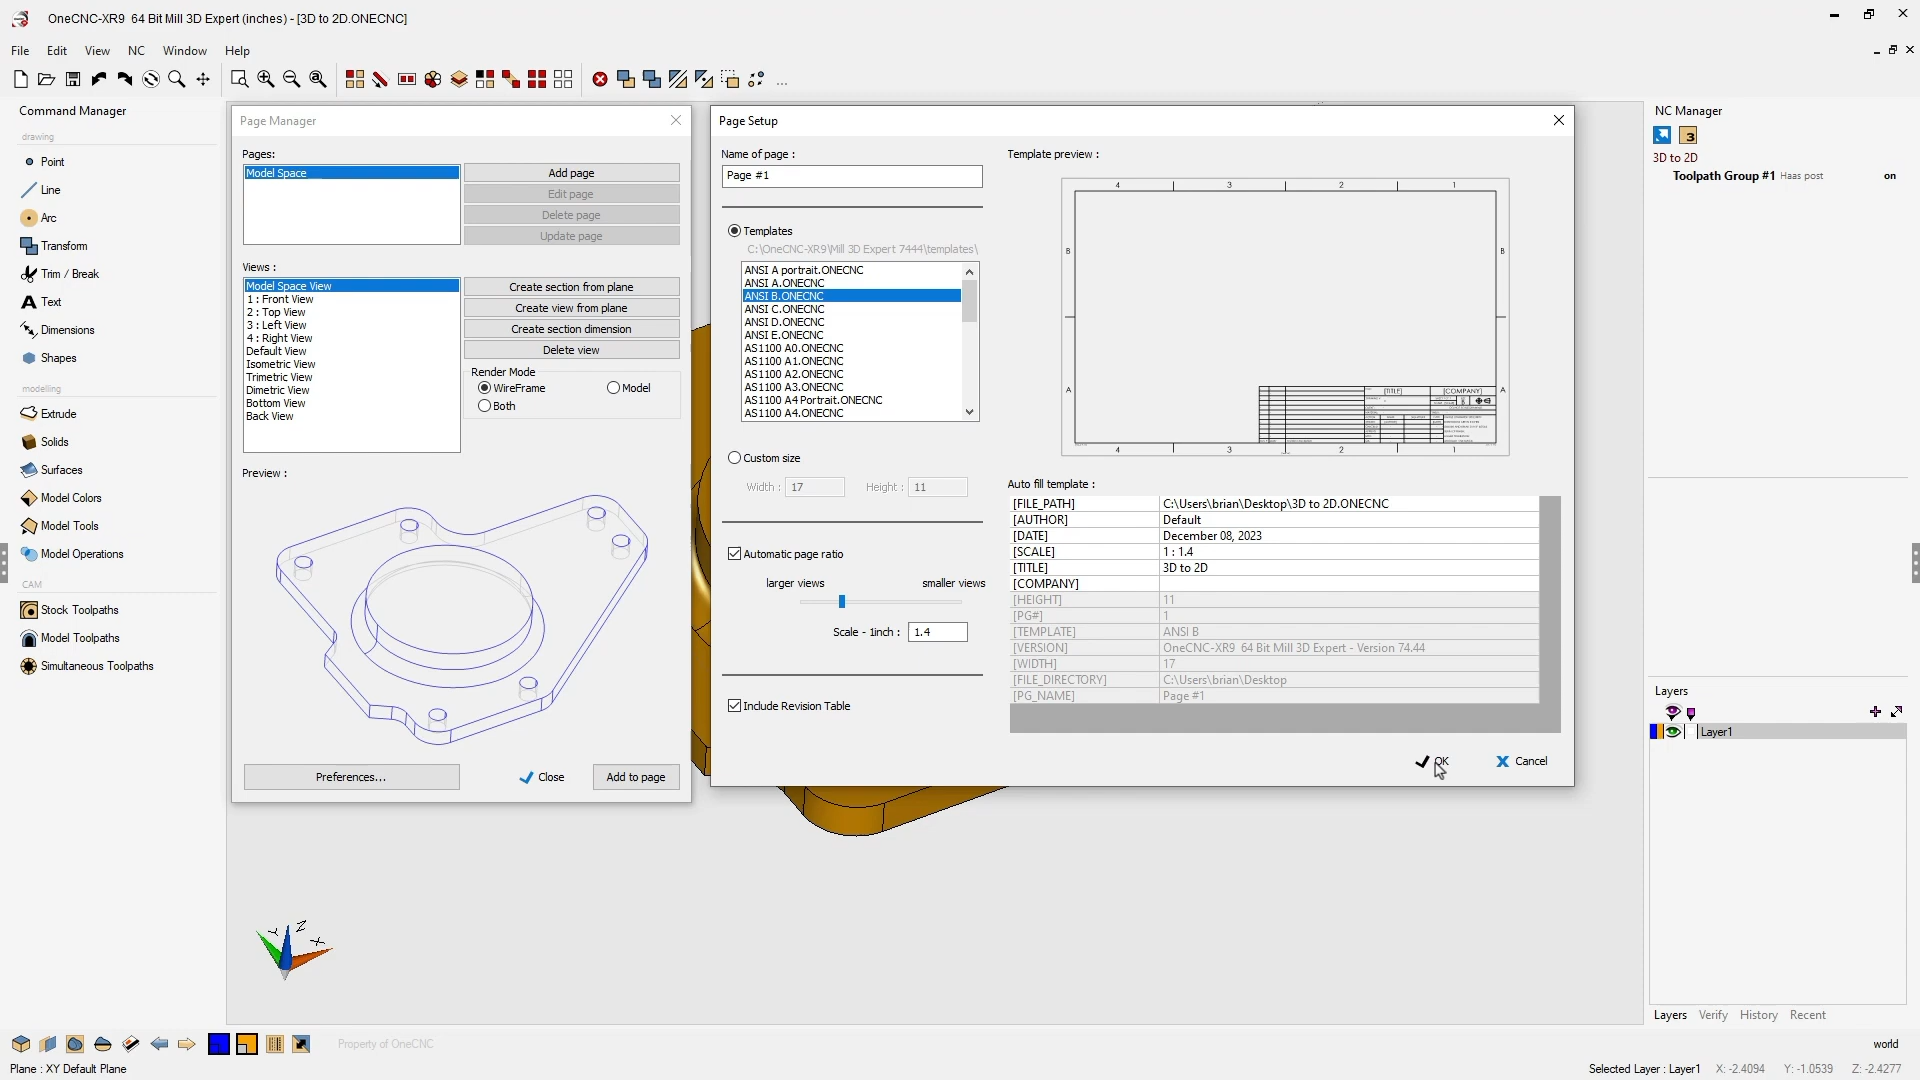 OneCNC-XR9 64 Bit Mill 3D Expert (inches) - [3D to 2D.ONECNC]
File Edit View NC Window Help
Command Manager
drawing
Point
Line
Arc
Transform
Trim / Break
Text
Dimensions
Shapes
modelling
Extrude
Solids
Surfaces
Model Colors
Model Tools
Model Operations
CAM
Stock Toolpaths
Model Toolpaths
Simultaneous Toolpaths
Page Manager
Pages:
Model Space
Add page
Edit page
Delete page
Update page
Views :
Model Space View
1 : Front View
2 : Top View
3 : Left View
4 : Right View
Default View
Isometric View
Trimetric View
Dimetric View
Bottom View
Back View
Create section from plane
Create view from plane
Create section dimension
Delete view
Render Mode
WireFrame Model
Both
Preview :
Preferences... Close Add to page
Page Setup
Name of page :
Page #1
Templates
C:\OneCNC-XR9\Mill 3D Expert 7444\templates\
ANSI A portrait.ONECNC
ANSI A.ONECNC
ANSI B.ONECNC
ANSI C.ONECNC
ANSI D.ONECNC
ANSI E.ONECNC
AS1100 A0.ONECNC
AS1100 A1.ONECNC
AS1100 A2.ONECNC
AS1100 A3.ONECNC
AS1100 A4 Portrait.ONECNC
AS1100 A4.ONECNC
Custom size
Width : 17 Height : 11
Automatic page ratio
larger views smaller views
Scale - 1inch : 1.4
Include Revision Table
Template preview :
4 3 2 1
B B
A A
[TITLE] [COMPANY]
4 3 2 1
Auto fill template :
[FILE_PATH] C:\Users\brian\Desktop\3D to 2D.ONECNC
[AUTHOR] Default
[DATE] December 08, 2023
[SCALE] 1 : 1.4
[TITLE] 3D to 2D
[COMPANY]
[HEIGHT] 11
[PG#] 1
[TEMPLATE] ANSI B
[VERSION] OneCNC-XR9 64 Bit Mill 3D Expert - Version 74.44
[WIDTH] 17
[FILE_DIRECTORY] C:\Users\brian\Desktop
[PG_NAME] Page #1
OK Cancel
NC Manager
3
3D to 2D
Toolpath Group #1 Haas post on
Layers
Layer1
Layers Verify History Recent
Y Z X
Property of OneCNC
world
Plane : XY Default Plane
Selected Layer : Layer1 X: -2.4094 Y: -1.0539 Z: -2.4277